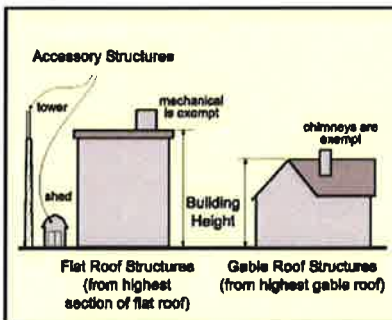 Accessory Structures
tower
shed
mechanical
is exempt
chimneys are
exempt
Building
Height
Flat Roof Structures
(from highest
section of flat roof)
Gable Roof Structures
(from highest gable roof)